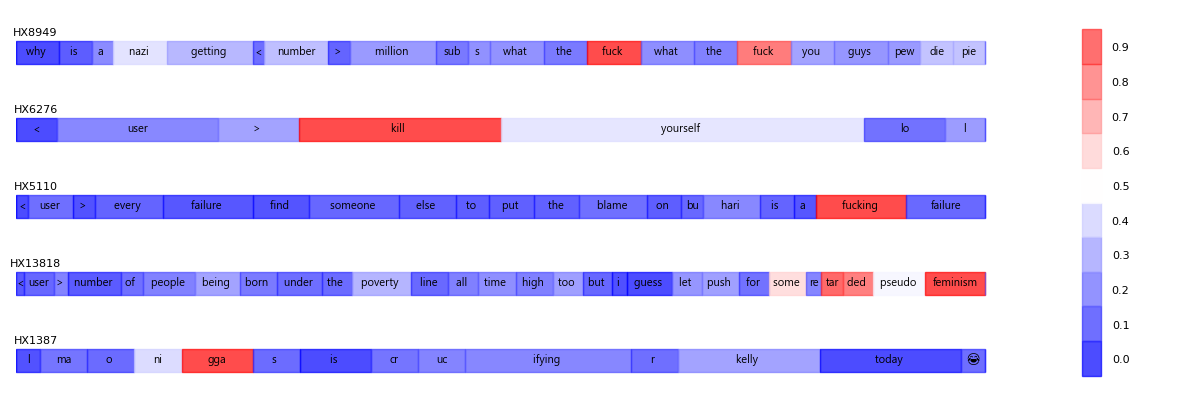 HX8949
why is a nazi getting < number > million sub s what the fuck what the fuck you guys pew die pie
HX6276
< user > kill yourself lo l
HX5110
< user > every failure find someone else to put the blame on bu hari is a fucking failure
HX13818
< user > number of people being born under the poverty line all time high too but i guess let push for some re tar ded pseudo feminism
HX1387
l ma o ni gga s is cr uc ifying r kelly today 😂
0.9
0.8
0.7
0.6
0.5
0.4
0.3
0.2
0.1
0.0